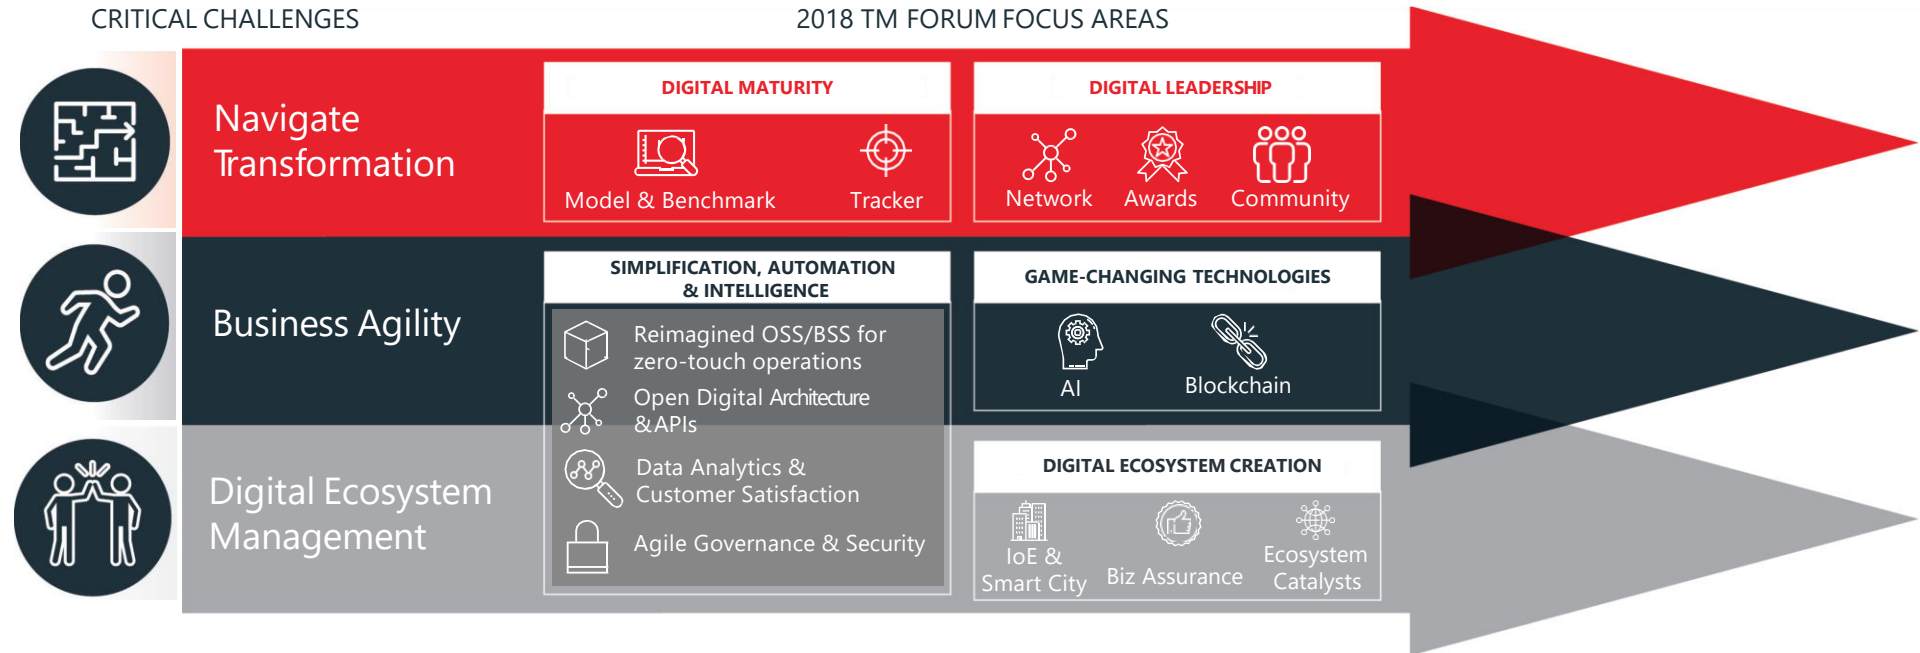 CRITICAL CHALLENGES
2018 TM FORUM FOCUS AREAS
Navigate
Transformation
DIGITAL MATURITY
Model & Benchmark
Tracker
DIGITAL LEADERSHIP
Network
Awards
Community
Business Agility
SIMPLIFICATION, AUTOMATION
& INTELLIGENCE
Reimagined OSS/BSS for
zero-touch operations
Open Digital Architecture
&APIs
Data Analytics &
Customer Satisfaction
Agile Governance & Security
GAME-CHANGING TECHNOLOGIES
AI
Blockchain
Digital Ecosystem
Management
DIGITAL ECOSYSTEM CREATION
IoE &
Smart City
Biz Assurance
Ecosystem
Catalysts